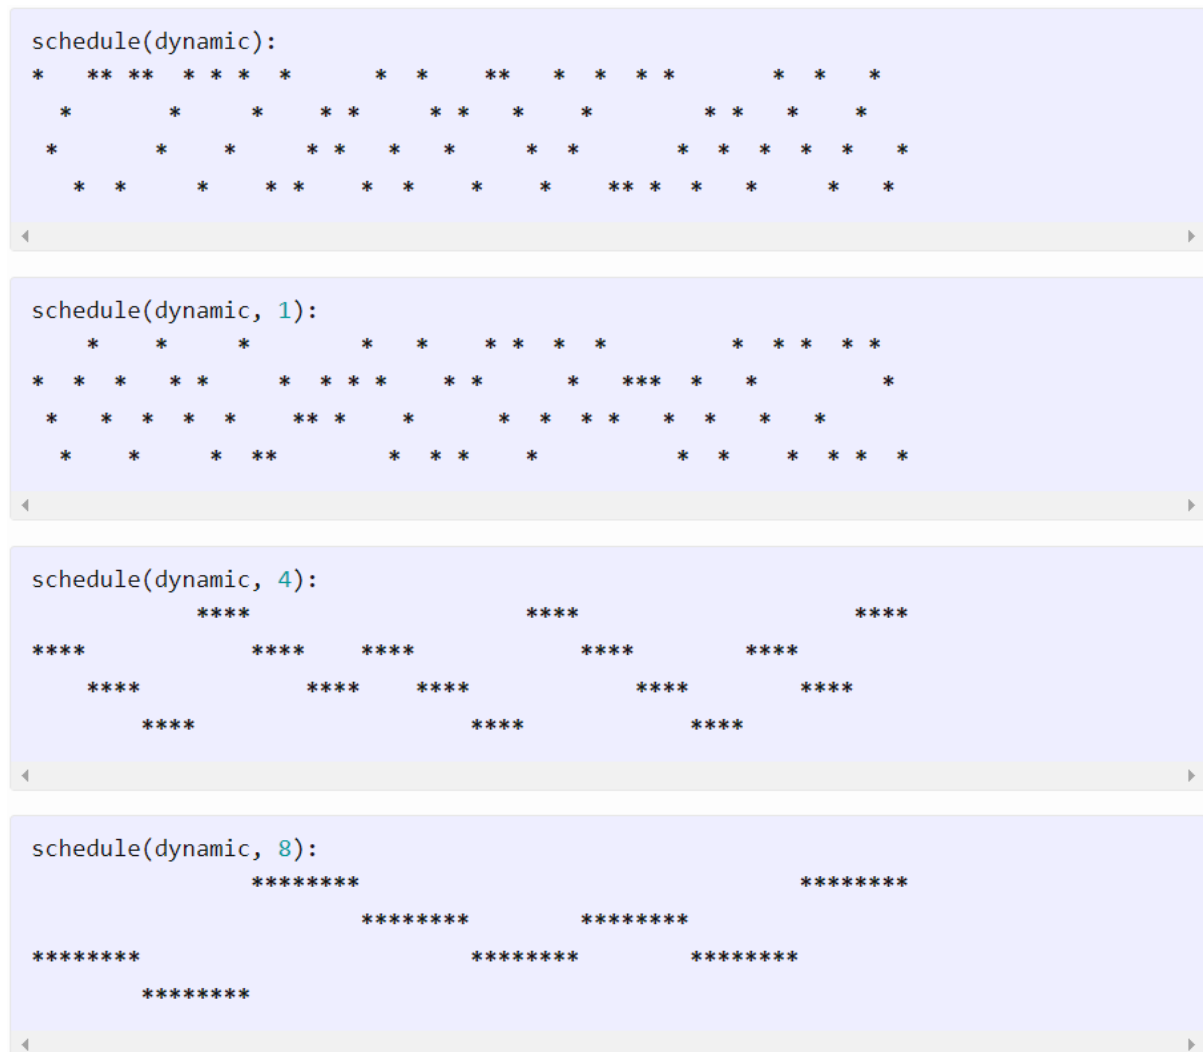 schedule(dynamic):
*   ** **  * * *  *      *  *    **   *  *  * *       *  *   *
  *       *     *    * *     * *   *    *        * *   *    *
 *       *    *     * *   *   *     *  *       *  *  *  *  *   *
   *  *     *    * *    *  *    *    *    ** *  *   *     *   *
schedule(dynamic, 1):
    *    *     *        *   *    * *  *  *         *  * *  * *
*  *  *   * *     *  * * *    * *      *   ***  *   *         *
 *   *  *  *  *    ** *    *      *  *  * *   *  *   *   *
  *    *     *  **        *  * *    *          *  *    *  * *  *
schedule(dynamic, 4):
            ****                    ****                    ****
****            ****    ****            ****        ****
    ****            ****    ****            ****        ****
        ****                    ****            ****
schedule(dynamic, 8):
                ********                                ********
                        ********        ********
********                        ********        ********
        ********